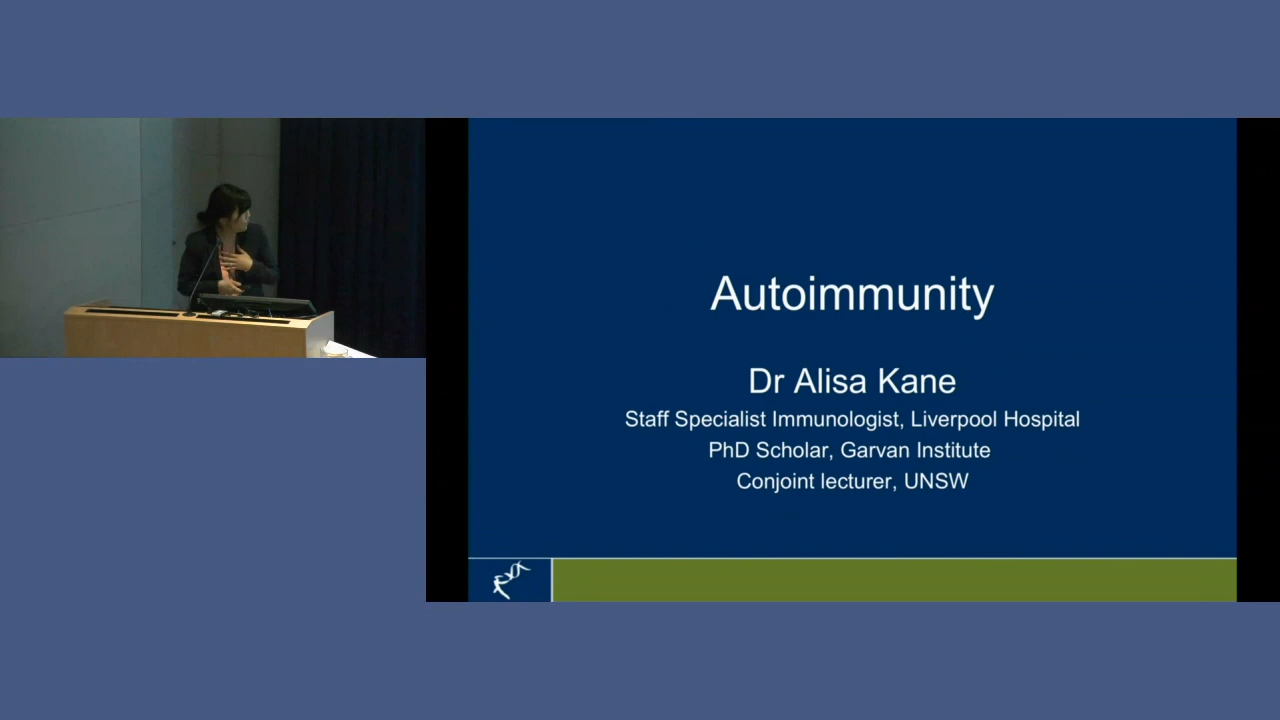 Autoimmunity
Dr Alisa Kane
Staff Specialist Immunologist, Liverpool Hospital
PhD Scholar, Garvan Institute
Conjoint lecturer, UNSW